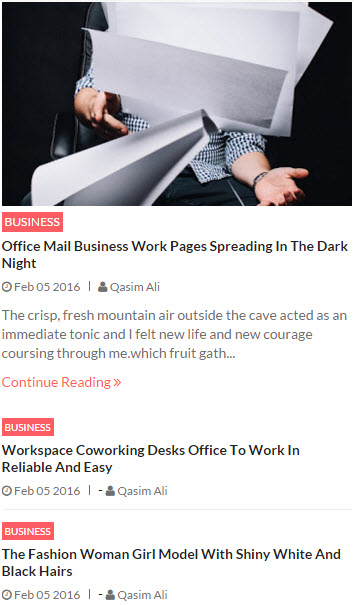 BUSINESS
Office Mail Business Work Pages Spreading In The Dark
Night
Feb 05 2016 | Qasim Ali
The crisp, fresh mountain air outside the cave acted as an
immediate tonic and I felt new life and new courage
coursing through me.which fruit gath...
Continue Reading »
BUSINESS
Workspace Coworking Desks Office To Work In
Reliable And Easy
Feb 05 2016 | - Qasim Ali
BUSINESS
The Fashion Woman Girl Model With Shiny White And
Black Hairs
Feb 05 2016 | - Qasim Ali